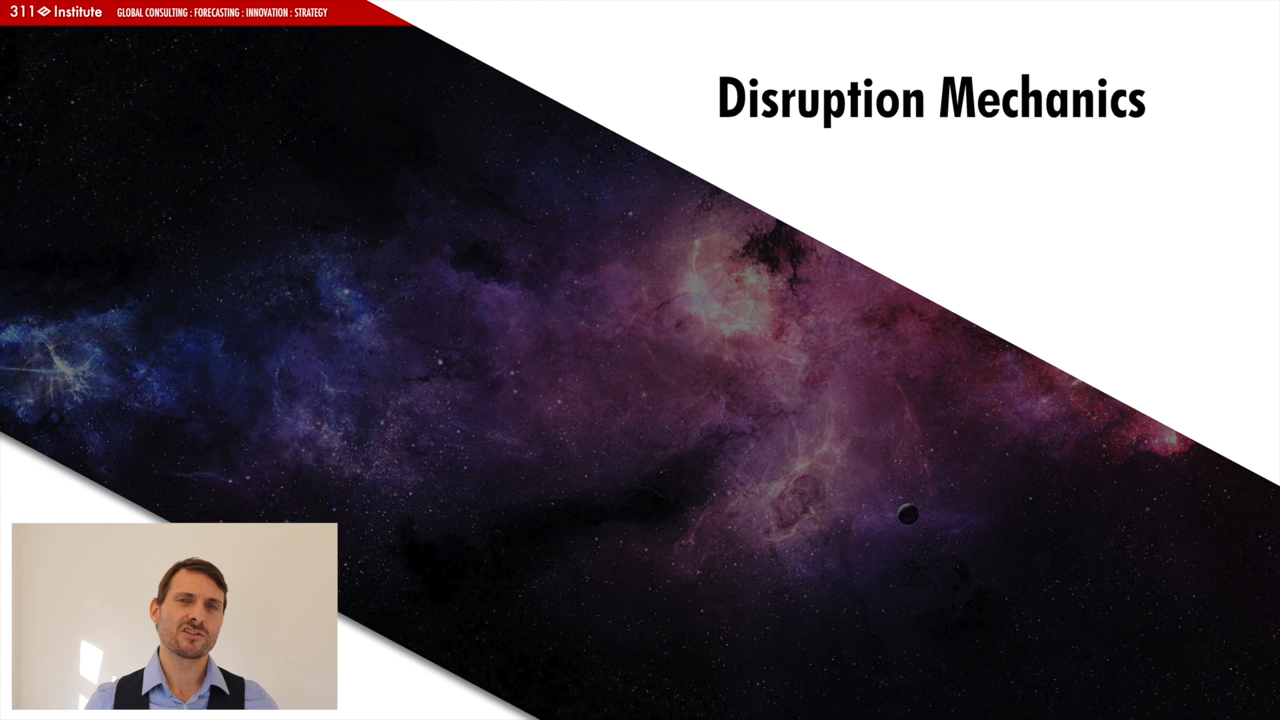 311 Institute
GLOBAL CONSULTING : FORECASTING : INNOVATION : STRATEGY
Disruption Mechanics